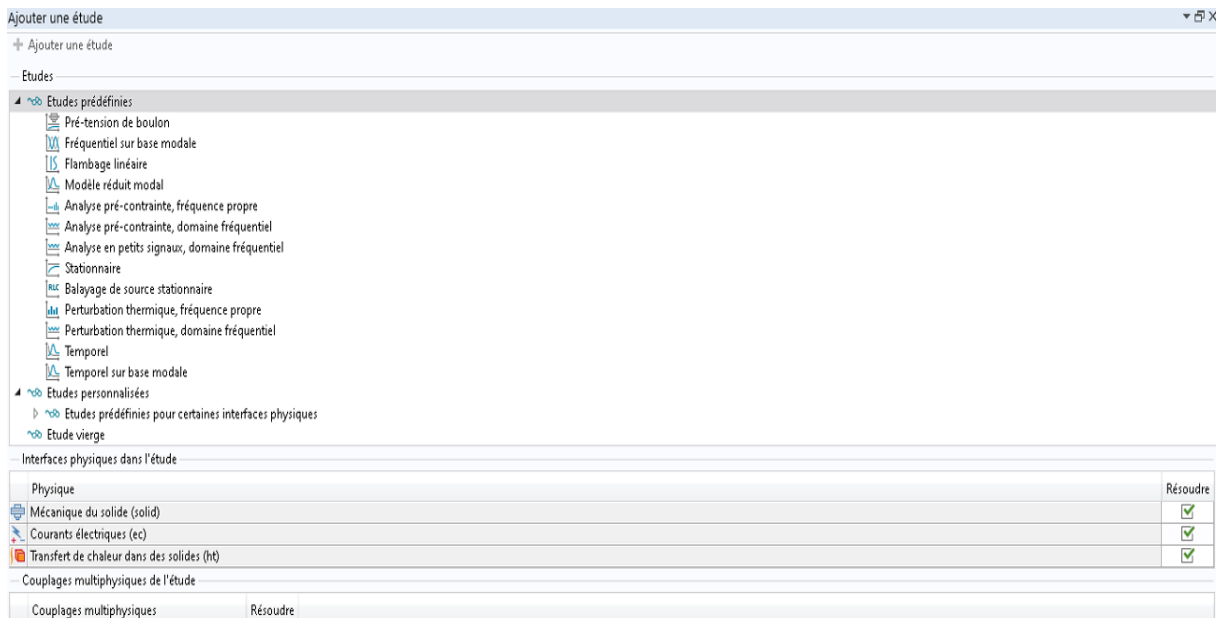 Ajouter une étude
Ajouter une étude
Etudes
Etudes prédéfinies
Pré-tension de boulon
Fréquentiel sur base modale
Flambage linéaire
Modèle réduit modal
Analyse pré-contrainte, fréquence propre
Analyse pré-contrainte, domaine fréquentiel
Analyse en petits signaux, domaine fréquentiel
Stationnaire
RLC Balayage de source stationnaire
Perturbation thermique, fréquence propre
Perturbation thermique, domaine fréquentiel
Temporel
Temporel sur base modale
Etudes personnalisées
Etudes prédéfinies pour certaines interfaces physiques
Etude vierge
Interfaces physiques dans l'étude
Physique Résoudre
Mécanique du solide (solid)
Courants électriques (ec)
Transfert de chaleur dans des solides (ht)
Couplages multiphysiques de l'étude
Couplages multiphysiques Résoudre